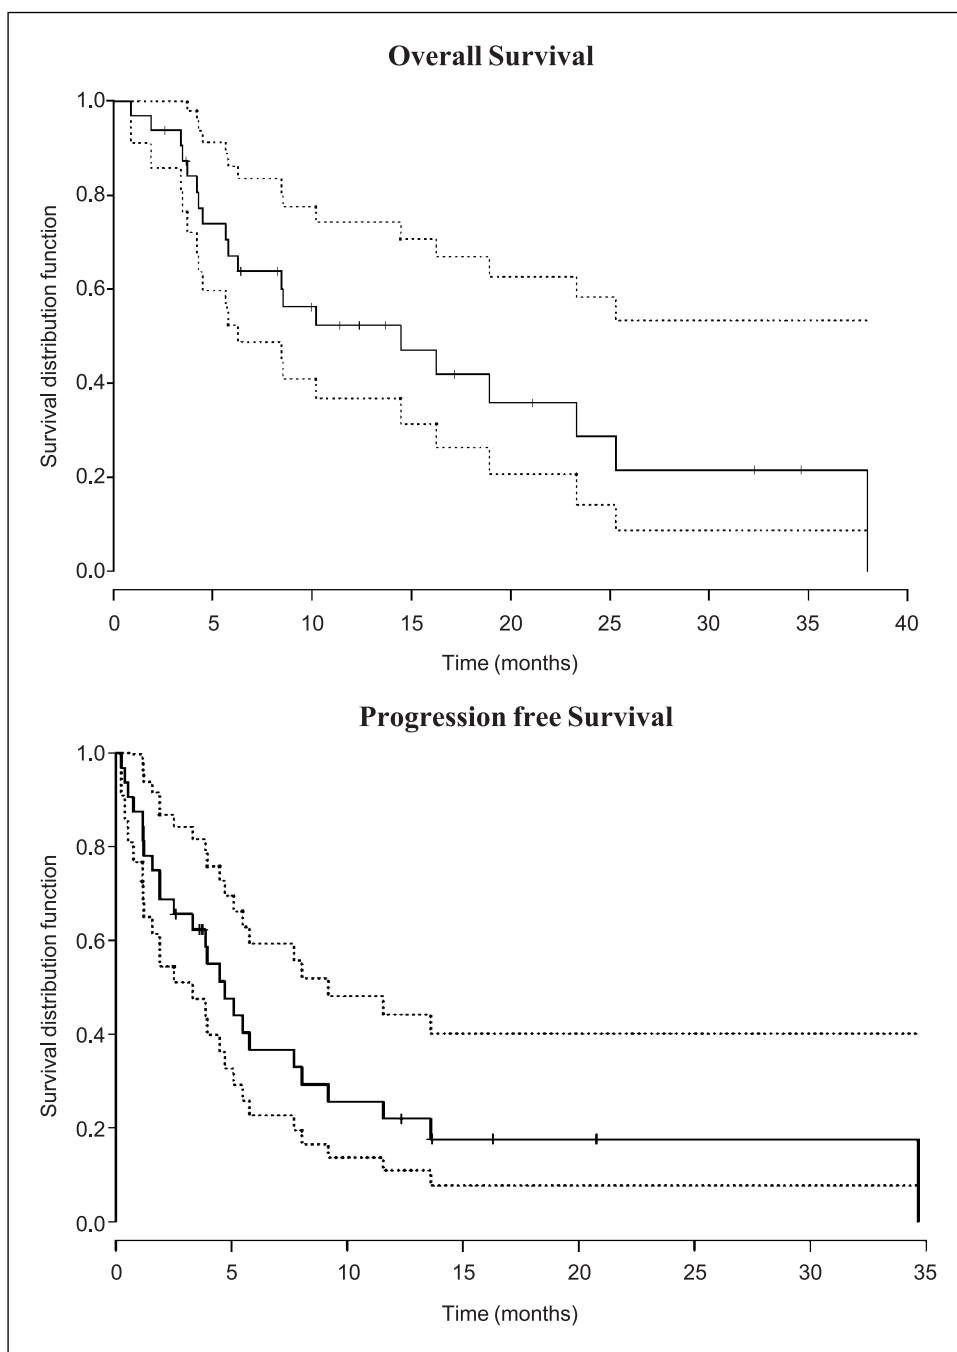 Overall Survival
1.0
0.8
0.6
0.4
0.2
0.0
Survival distribution function
0 5 10 15 20 25 30 35 40
Time (months)
Progression free Survival
1.0
0.8
0.6
0.4
0.2
0.0
Survival distribution function
0 5 10 15 20 25 30 35
Time (months)